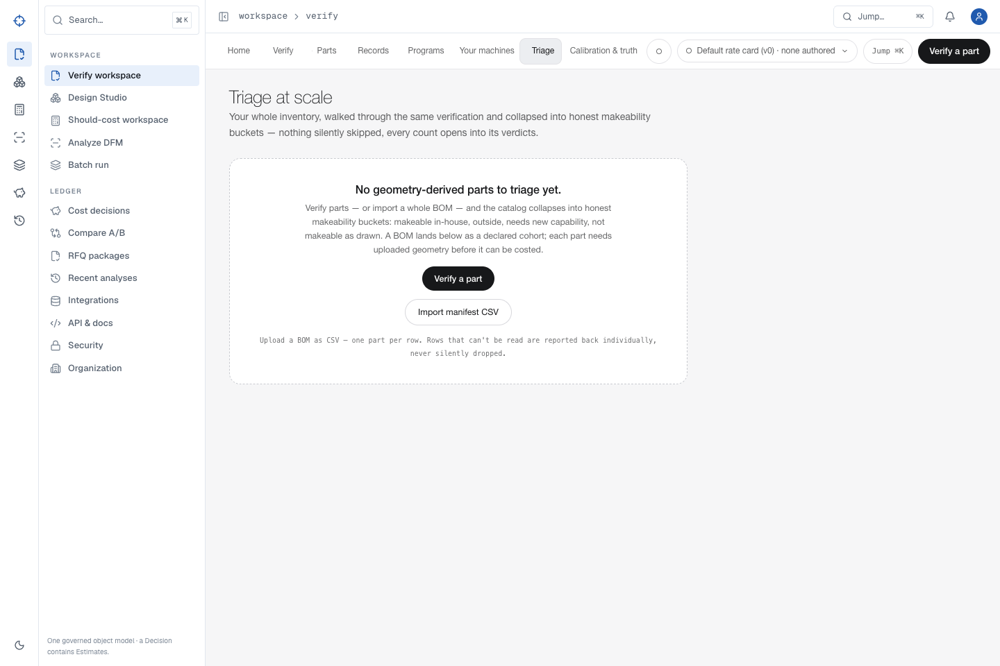 Search...
⌘ K
WORKSPACE
Verify workspace
Design Studio
Should-cost workspace
Analyze DFM
Batch run
LEDGER
Cost decisions
Compare A/B
RFQ packages
Recent analyses
Integrations
API & docs
Security
Organization
One governed object model · a Decision
contains Estimates.
workspace > verify
Jump...
⌘K
Home
Verify
Parts
Records
Programs
Your machines
Triage
Calibration & truth
Default rate card (v0) · none authored
Jump ⌘K
Verify a part
Triage at scale
Your whole inventory, walked through the same verification and collapsed into honest makeability
buckets — nothing silently skipped, every count opens into its verdicts.
No geometry-derived parts to triage yet.
Verify parts — or import a whole BOM — and the catalog collapses into honest
makeability buckets: makeable in-house, outside, needs new capability, not
makeable as drawn. A BOM lands below as a declared cohort; each part needs
uploaded geometry before it can be costed.
Verify a part
Import manifest CSV
Upload a BOM as CSV — one part per row. Rows that can't be read are reported back individually,
never silently dropped.